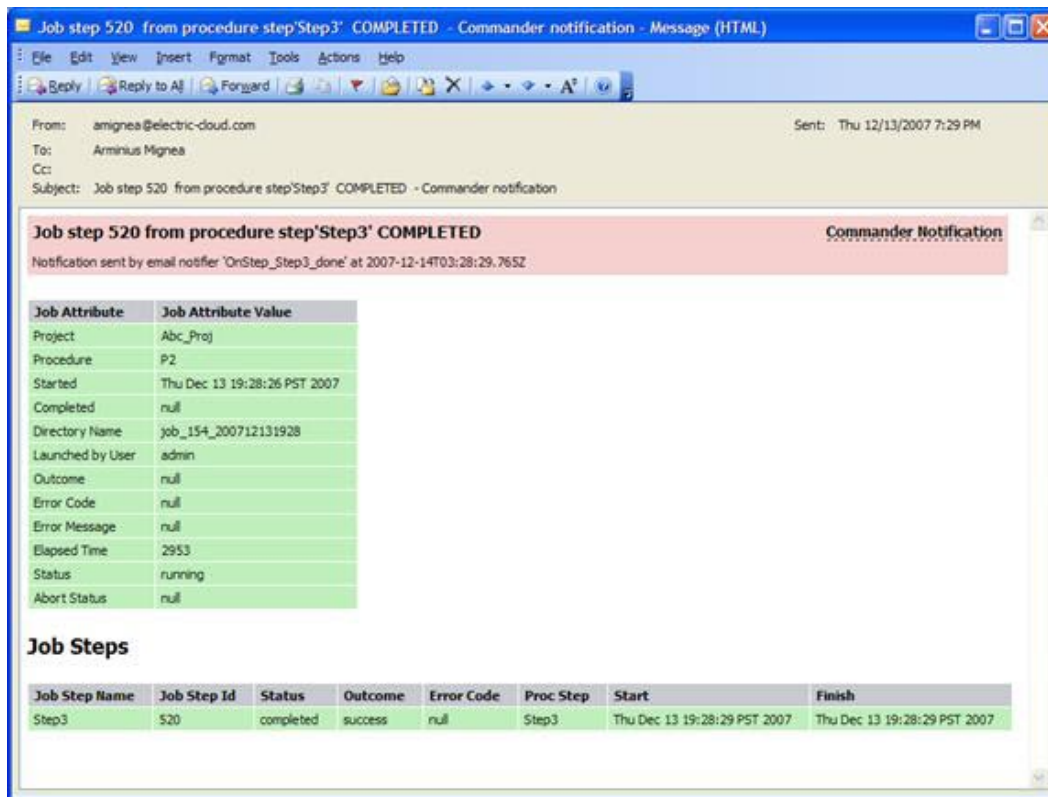 Job step 520 from procedure step'Step3' COMPLETED - Commander notification - Message (HTML)
File Edit View Insert Format Tools Actions Help
Reply Reply to All Forward
From: amignea@electric-cloud.com Sent: Thu 12/13/2007 7:29 PM
To: Arminius Mignea
Cc:
Subject: Job step 520 from procedure step'Step3' COMPLETED - Commander notification
Job step 520 from procedure step'Step3' COMPLETED Commander Notification
Notification sent by email notifier 'OnStep_Step3_done' at 2007-12-14T03:28:29.765Z
Job Attribute Job Attribute Value
Project Abc_Proj
Procedure P2
Started Thu Dec 13 19:28:26 PST 2007
Completed null
Directory Name job_154_200712131928
Launched by User admin
Outcome null
Error Code null
Error Message null
Elapsed Time 2953
Status running
Abort Status null
Job Steps
Job Step Name Job Step Id Status Outcome Error Code Proc Step Start Finish
Step3 520 completed success null Step3 Thu Dec 13 19:28:29 PST 2007 Thu Dec 13 19:28:29 PST 2007